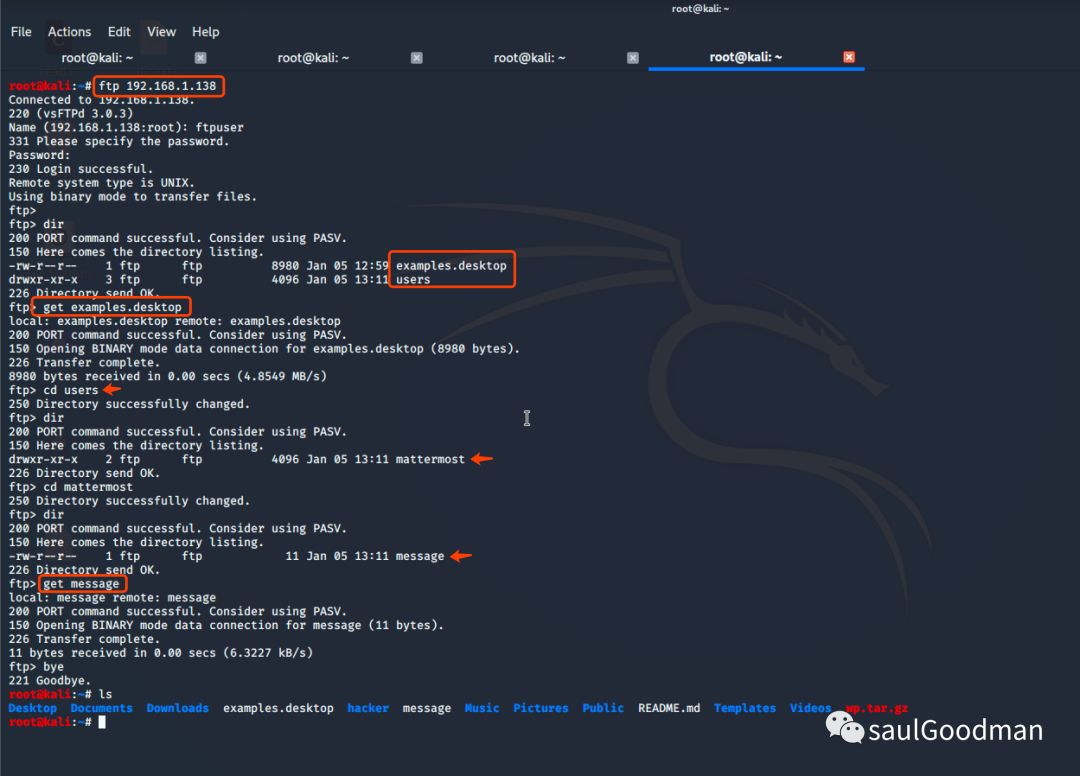 root@kali: ~
File Actions Edit View Help
root@kali: ~ root@kali: ~ root@kali: ~ root@kali: ~
root@kali:~# ftp 192.168.1.138
Connected to 192.168.1.138.
220 (vsFTPd 3.0.3)
Name (192.168.1.138:root): ftpuser
331 Please specify the password.
Password:
230 Login successful.
Remote system type is UNIX.
Using binary mode to transfer files.
ftp>
ftp> dir
200 PORT command successful. Consider using PASV.
150 Here comes the directory listing.
-rw-r--r-- 1 ftp ftp 8980 Jan 05 12:59 examples.desktop
drwxr-xr-x 3 ftp ftp 4096 Jan 05 13:11 users
226 Directory send OK.
ftp> get examples.desktop
local: examples.desktop remote: examples.desktop
200 PORT command successful. Consider using PASV.
150 Opening BINARY mode data connection for examples.desktop (8980 bytes).
226 Transfer complete.
8980 bytes received in 0.00 secs (4.8549 MB/s)
ftp> cd users
250 Directory successfully changed.
ftp> dir
200 PORT command successful. Consider using PASV.
150 Here comes the directory listing.
drwxr-xr-x 2 ftp ftp 4096 Jan 05 13:11 mattermost
226 Directory send OK.
ftp> cd mattermost
250 Directory successfully changed.
ftp> dir
200 PORT command successful. Consider using PASV.
150 Here comes the directory listing.
-rw-r--r-- 1 ftp ftp 11 Jan 05 13:11 message
226 Directory send OK.
ftp> get message
local: message remote: message
200 PORT command successful. Consider using PASV.
150 Opening BINARY mode data connection for message (11 bytes).
226 Transfer complete.
11 bytes received in 0.00 secs (6.3227 kB/s)
ftp> bye
221 Goodbye.
root@kali:~# ls
Desktop Documents Downloads examples.desktop hacker message Music Pictures Public README.md Templates Videos wp.tar.gz
root@kali:~#
saulGoodman